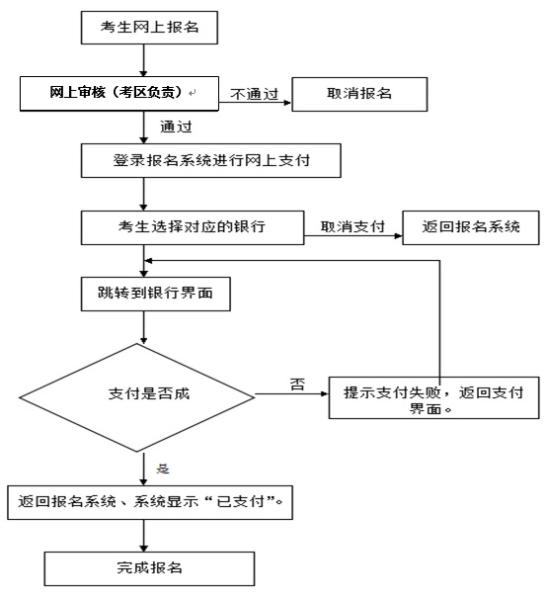 考生网上报名
网上审核（考区负责）
不通过
取消报名
通过
登录报名系统进行网上支付
考生选择对应的银行
取消支付
返回报名系统
跳转到银行界面
支付是否成
否
提示支付失败，返回支付
界面。
是
返回报名系统、系统显示“已支付”。
完成报名